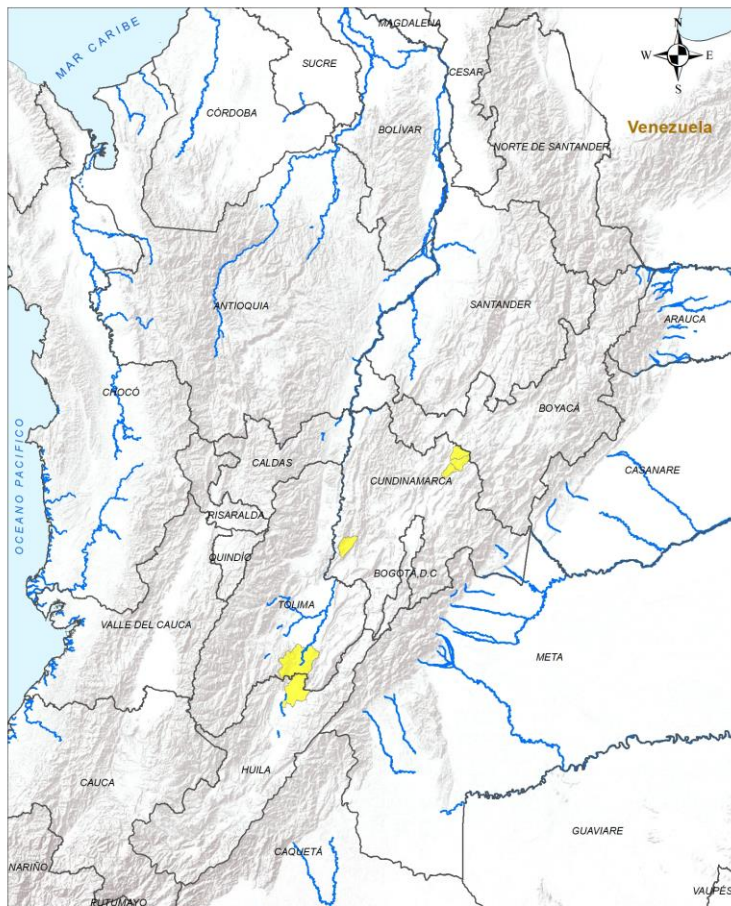 MAGDALENA
N
MAR CARIBE
SUCRE
W
E
CESAR
S
CÓRDOBA
BOLÍVAR
Venezuela
NORTE DE SANTANDER
ANTIOQUIA
SANTANDER
ARAUCA
CHOCÓ
BOYACÁ
OCEANO PACIFICO
CALDAS
CASANARE
CUNDINAMARCA
RISARALDA
QUINDÍO
BOGOTÁ, D.C
TOLIMA
VALLE DEL CAUCA
META
HUILA
CAUCA
GUAVIARE
CAQUETÁ
NARIÑO
VAUPÉS
PUTUMAYO